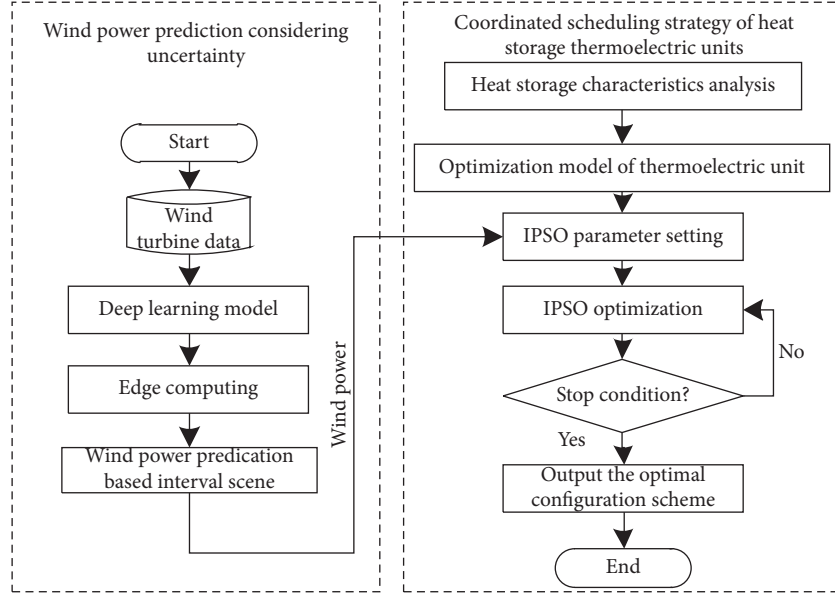 Wind power prediction considering
uncertainty
Start
Wind
turbine data
Deep learning model
Edge computing
Wind power predication
based interval scene
Wind power
Coordinated scheduling strategy of heat
storage thermoelectric units
Heat storage characteristics analysis
Optimization model of thermoelectric unit
IPSO parameter setting
IPSO optimization
No
Stop condition?
Yes
Output the optimal
configuration scheme
End